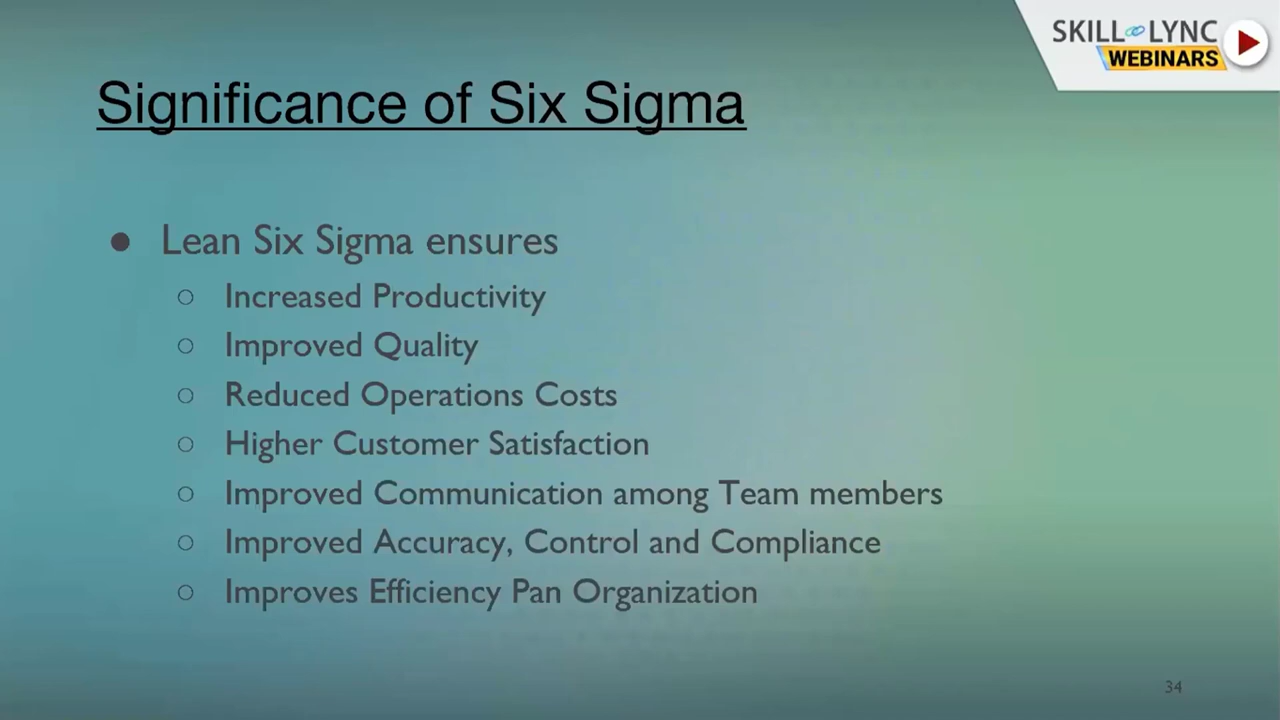 SKILL LYNC
WEBINARS
Significance of Six Sigma
● Lean Six Sigma ensures
○ Increased Productivity
○ Improved Quality
○ Reduced Operations Costs
○ Higher Customer Satisfaction
○ Improved Communication among Team members
○ Improved Accuracy, Control and Compliance
○ Improves Efficiency Pan Organization
34